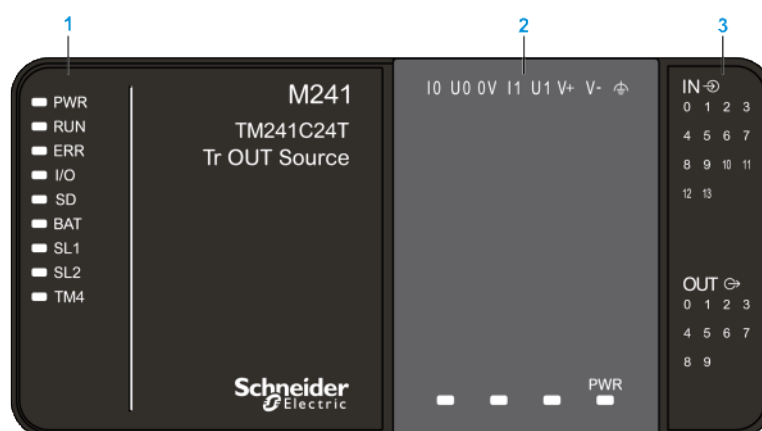 1
2
3
PWR
RUN
ERR
I/O
SD
BAT
SL1
SL2
TM4
M241
TM241C24T
Tr OUT Source
Schneider
Electric
I0 U0 0V I1 U1 V+ V-
PWR
IN
0 1 2 3
4 5 6 7
8 9 10 11
12 13
OUT
0 1 2 3
4 5 6 7
8 9